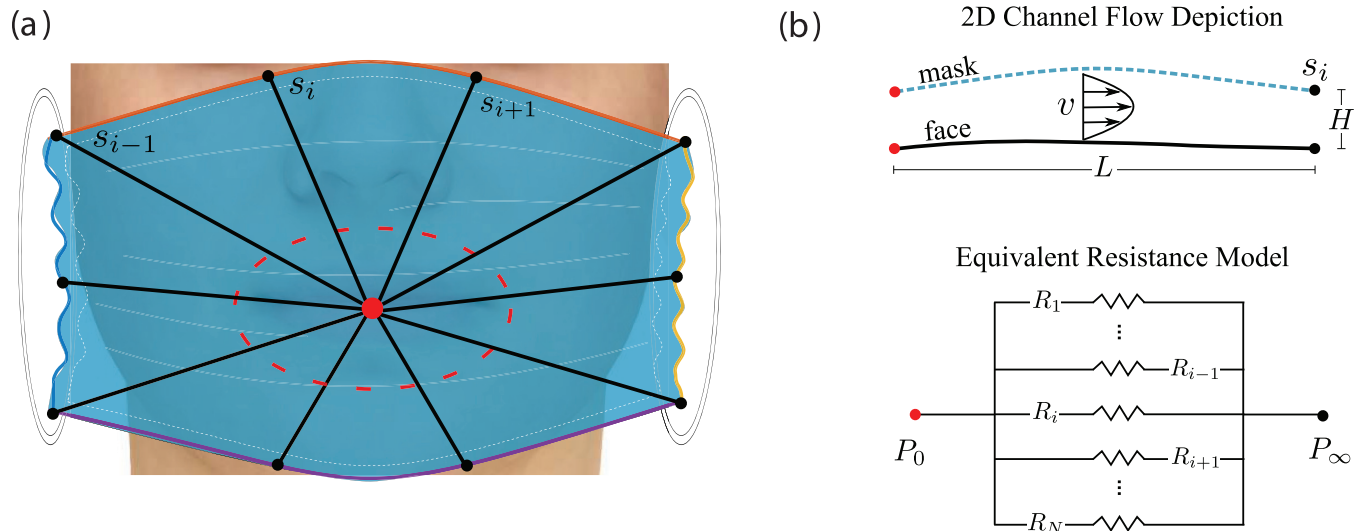 (a)
s_i
s_{i+1}
s_{i-1}
(b)
2D Channel Flow Depiction
mask
s_i
v
H
face
L
Equivalent Resistance Model
R_1
...
R_{i-1}
R_i
P_0
P_∞
R_{i+1}
...
R_N